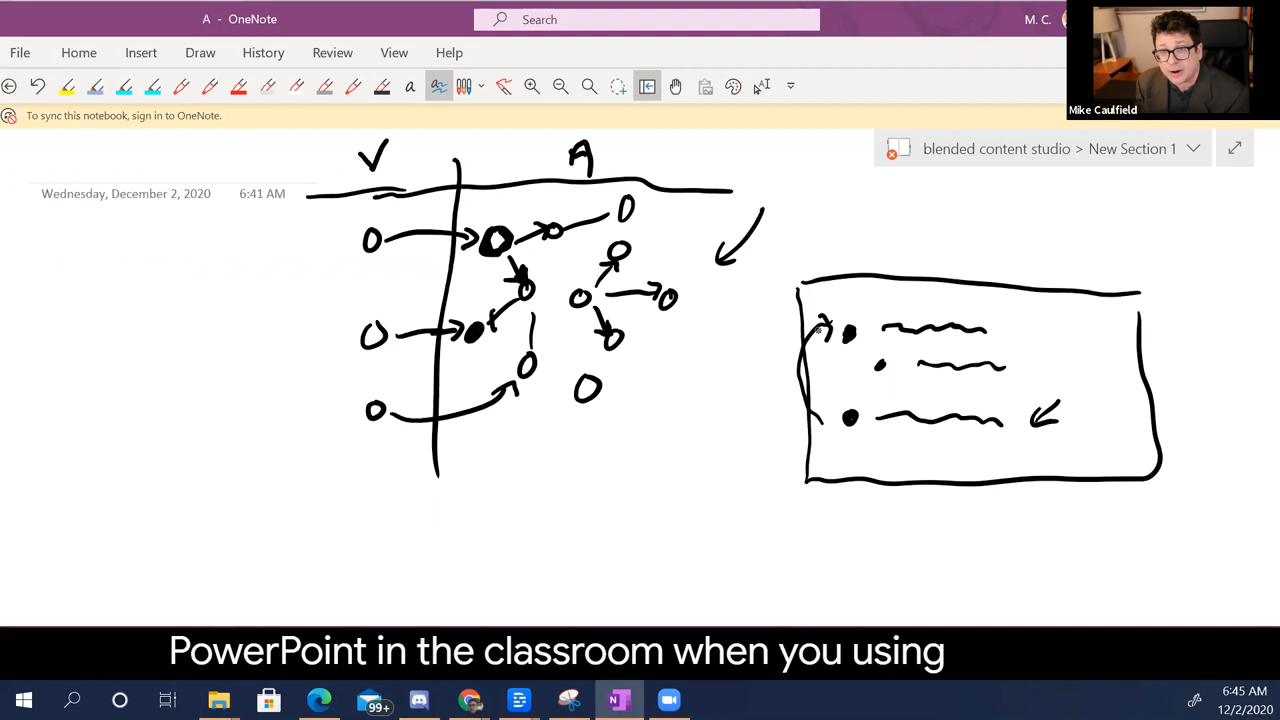 A - OneNote
Search
M. C.
File Home Insert Draw History Review View Help
a
To sync this notebook, sign in to OneNote.
Mike Caulfield
blended content studio > New Section 1
Wednesday, December 2, 2020 6:41 AM
V A
PowerPoint in the classroom when you using
99+
N
6:45 AM
12/2/2020